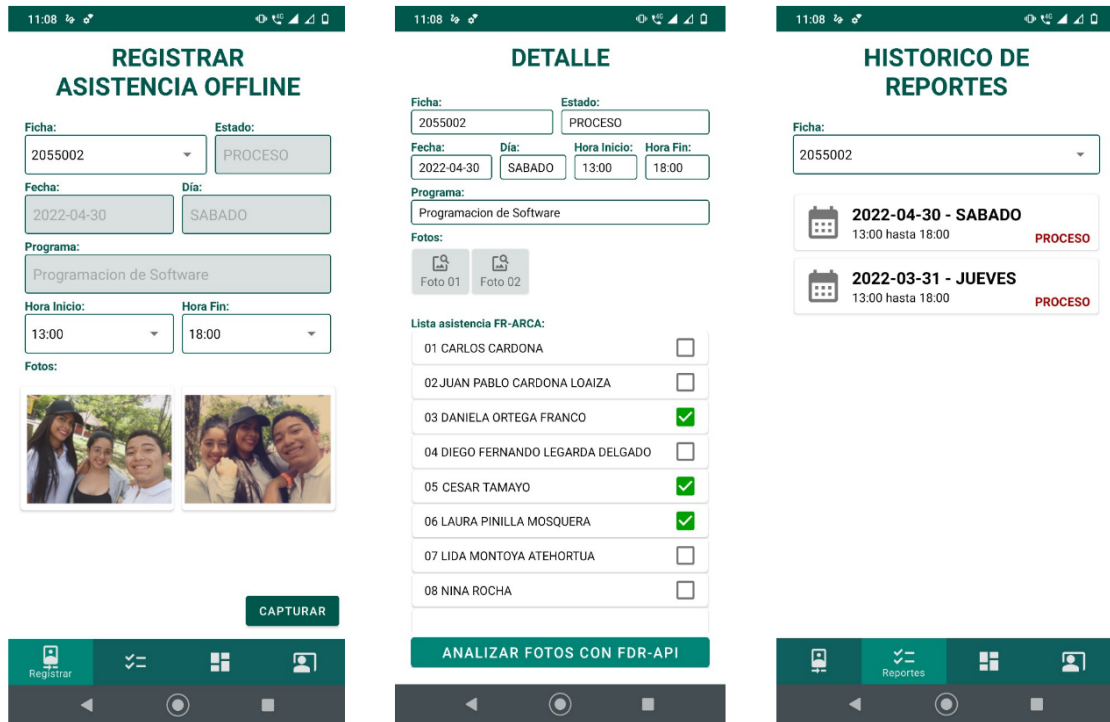 11:08
REGISTRAR
ASISTENCIA OFFLINE
Ficha:
Estado:
2055002
PROCESO
Fecha:
Día:
2022-04-30
SABADO
Programa:
Programacion de Software
Hora Inicio:
Hora Fin:
13:00
18:00
Fotos:
CAPTURAR
Registrar
11:08
DETALLE
Ficha:
Estado:
2055002
PROCESO
Fecha:
Día:
Hora Inicio:
Hora Fin:
2022-04-30
SABADO
13:00
18:00
Programa:
Programacion de Software
Fotos:
Foto 01
Foto 02
Lista asistencia FR-ARCA:
01 CARLOS CARDONA
02 JUAN PABLO CARDONA LOAIZA
03 DANIELA ORTEGA FRANCO
04 DIEGO FERNANDO LEGARDA DELGADO
05 CESAR TAMAYO
06 LAURA PINILLA MOSQUERA
07 LIDA MONTOYA ATEHORTUA
08 NINA ROCHA
ANALIZAR FOTOS CON FDR-API
11:08
HISTORICO DE
REPORTES
Ficha:
2055002
2022-04-30 - SABADO
13:00 hasta 18:00
PROCESO
2022-03-31 - JUEVES
13:00 hasta 18:00
PROCESO
Reportes